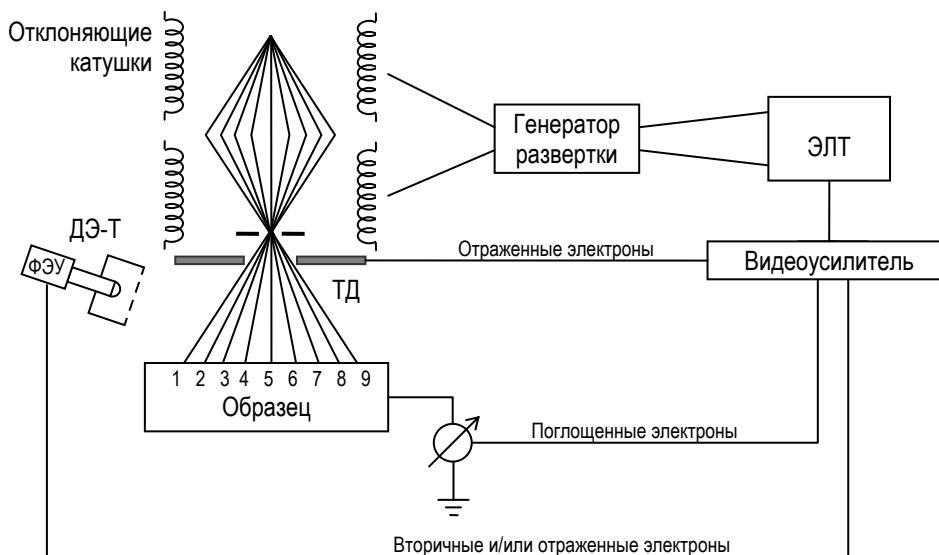 Отклоняющие
катушки
Генератор
развертки
ЭЛТ
ДЭ-Т
ФЭУ
Отраженные электроны
Видеоусилитель
ТД
1 2 3 4 5 6 7 8 9
Образец
Поглощенные электроны
Вторичные и/или отраженные электроны